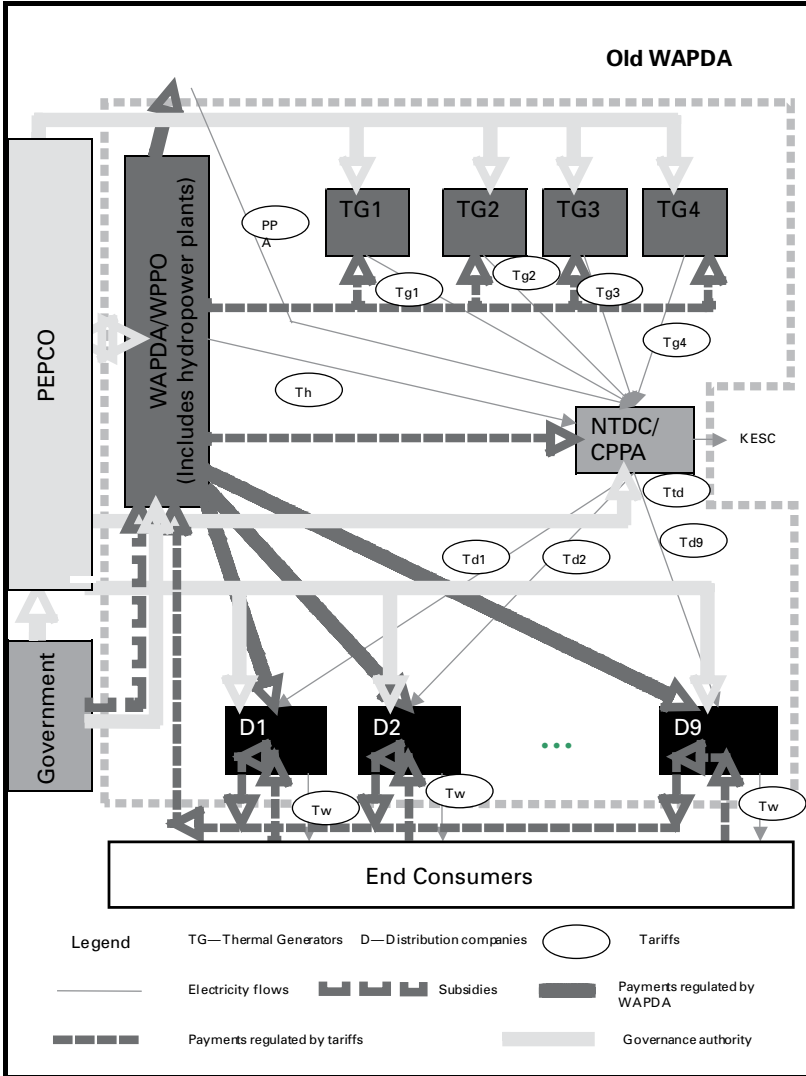 Old WAPDA
PEPCO
WAPDA/WPPO
(Includes hydropower plants)
TG1
TG2
TG3
TG4
PP
A
Tg1
Tg2
Tg3
Tg4
Th
NTDC/
CPPA
KESC
Ttd
Td1
Td2
Td9
Government
D1
D2
...
D9
Tw
Tw
Tw
End Consumers
Legend
TG—Thermal Generators
D—Distribution companies
Tariffs
Electricity flows
Subsidies
Payments regulated by
WAPDA
Payments regulated by tariffs
Governance authority